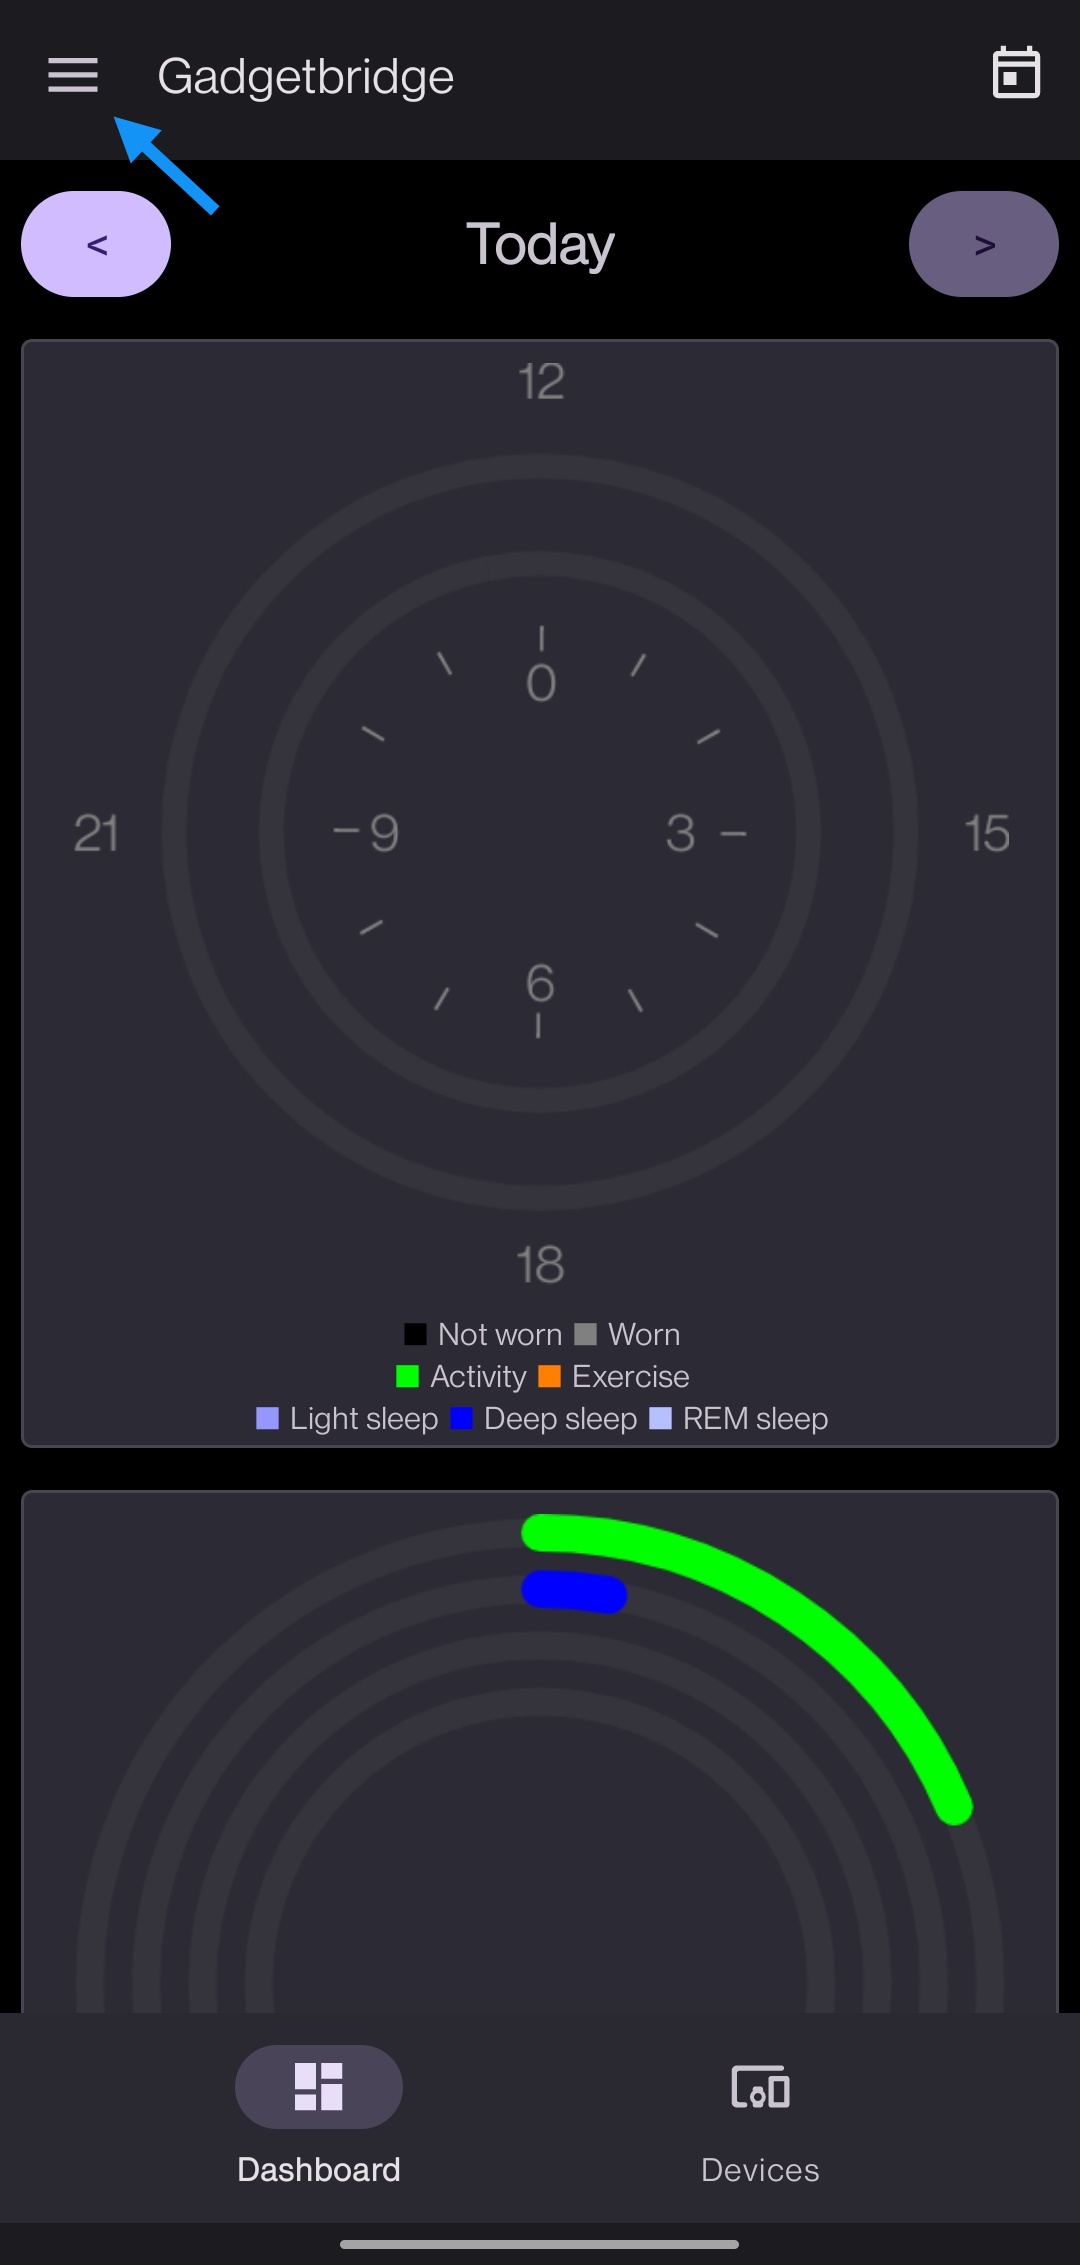 Gadgetbridge
< Today >
12
0
21 9 3 15
6
18
Not worn Worn
Activity Exercise
Light sleep Deep sleep REM sleep
Dashboard Devices